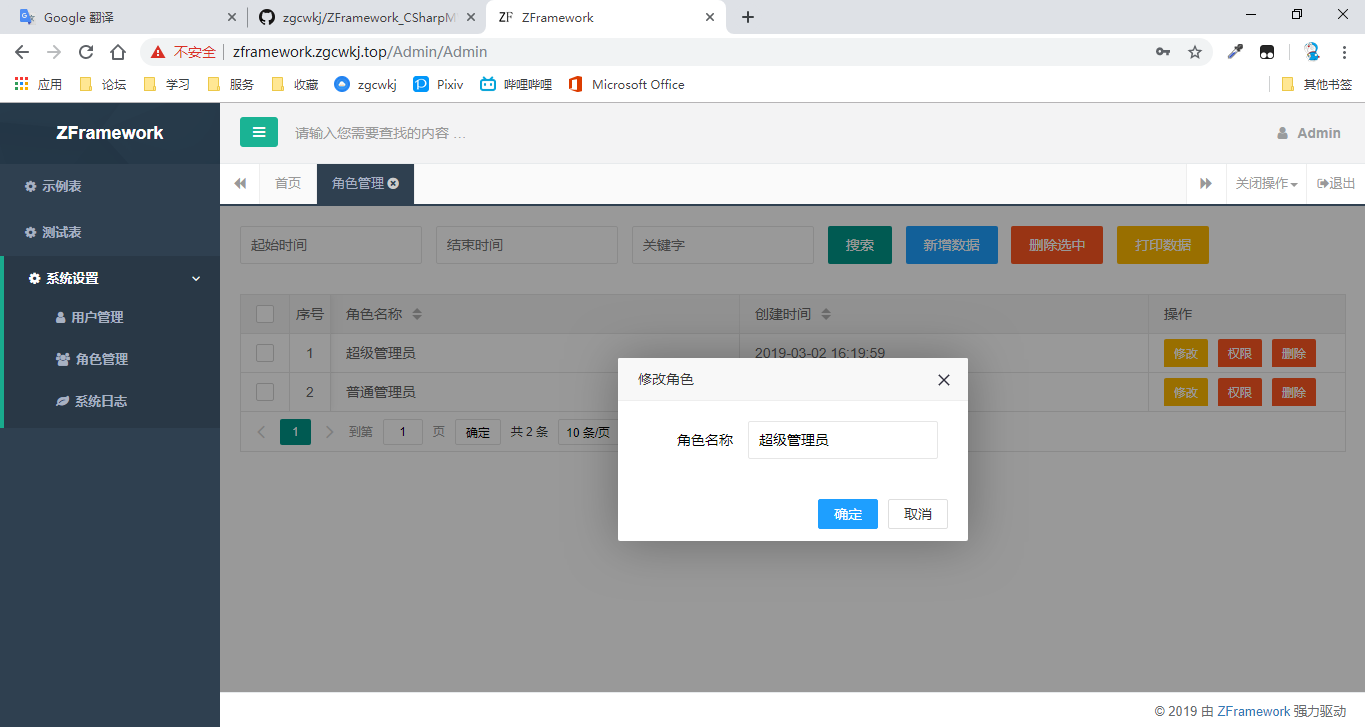 Google 翻译
zgcwkj/ZFramework_CSharpM
ZF ZFramework
不安全 zframework.zgcwkj.top/Admin/Admin
应用 论坛 学习 服务 收藏 zgcwkj Pixiv 哔哩哔哩 Microsoft Office 其他书签
ZFramework
请输入您需要查找的内容 … Admin
首页 角色管理 关闭操作 退出
示例表
测试表
系统设置
用户管理
角色管理
系统日志
起始时间 结束时间 关键字 搜索 新增数据 删除选中 打印数据
序号 角色名称 创建时间 操作
1 超级管理员 2019-03-02 16:19:59 修改 权限 删除
2 普通管理员 修改 权限 删除
1 到第 1 页 确定 共 2 条 10 条/页
修改角色
角色名称 超级管理员
确定 取消
© 2019 由 ZFramework 强力驱动